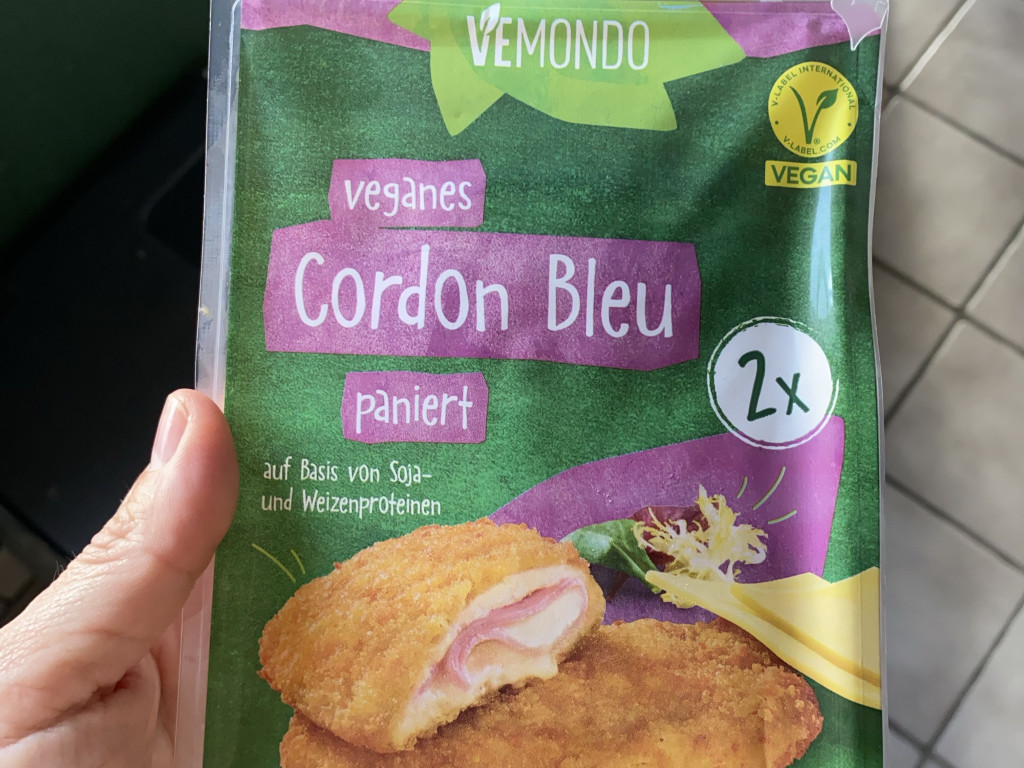 VEMONDO
V-LABEL INTERNATIONAL
V-LABEL.COM
VEGAN
veganes
Cordon Bleu
2x
paniert
auf Basis von Soja-
und Weizenproteinen